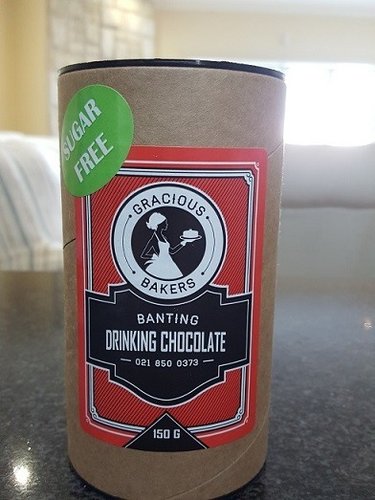 SUGAR
FREE
GRACIOUS
BAKERS
BANTING
DRINKING CHOCOLATE
021 850 0373
150 G